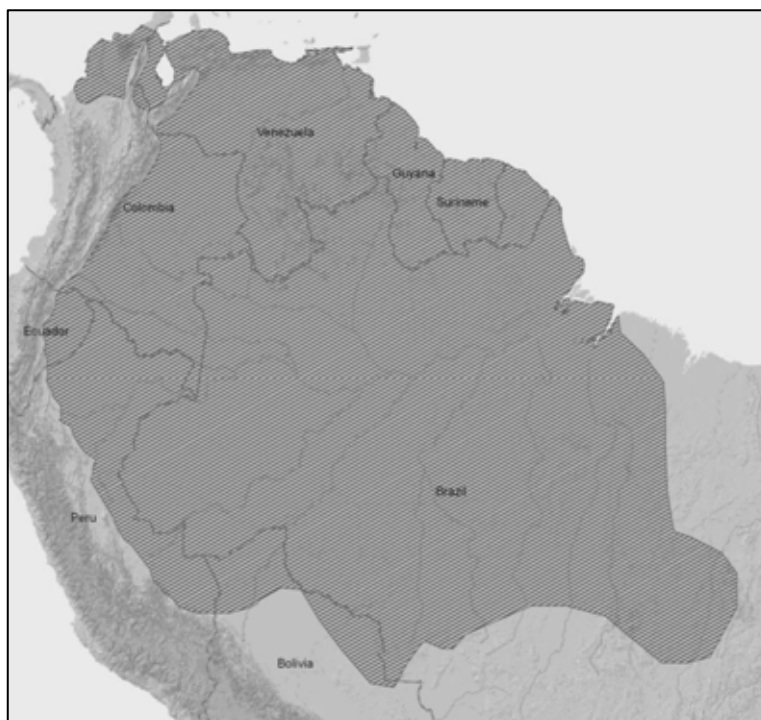 Venezuela
Guyana
Suriname
Colombia
Ecuador
Brazil
Peru
Bolivia